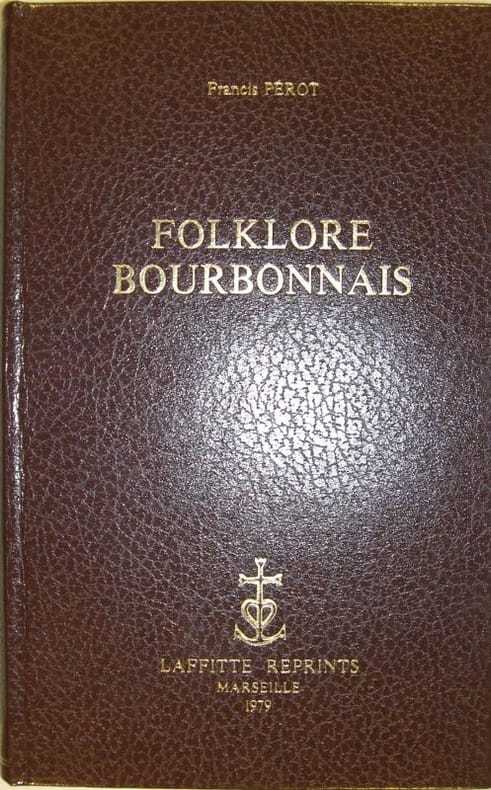 Francis PÉROT
FOLKLORE
BOURBONNAIS
LAFFITTE REPRINTS
MARSEILLE
1979